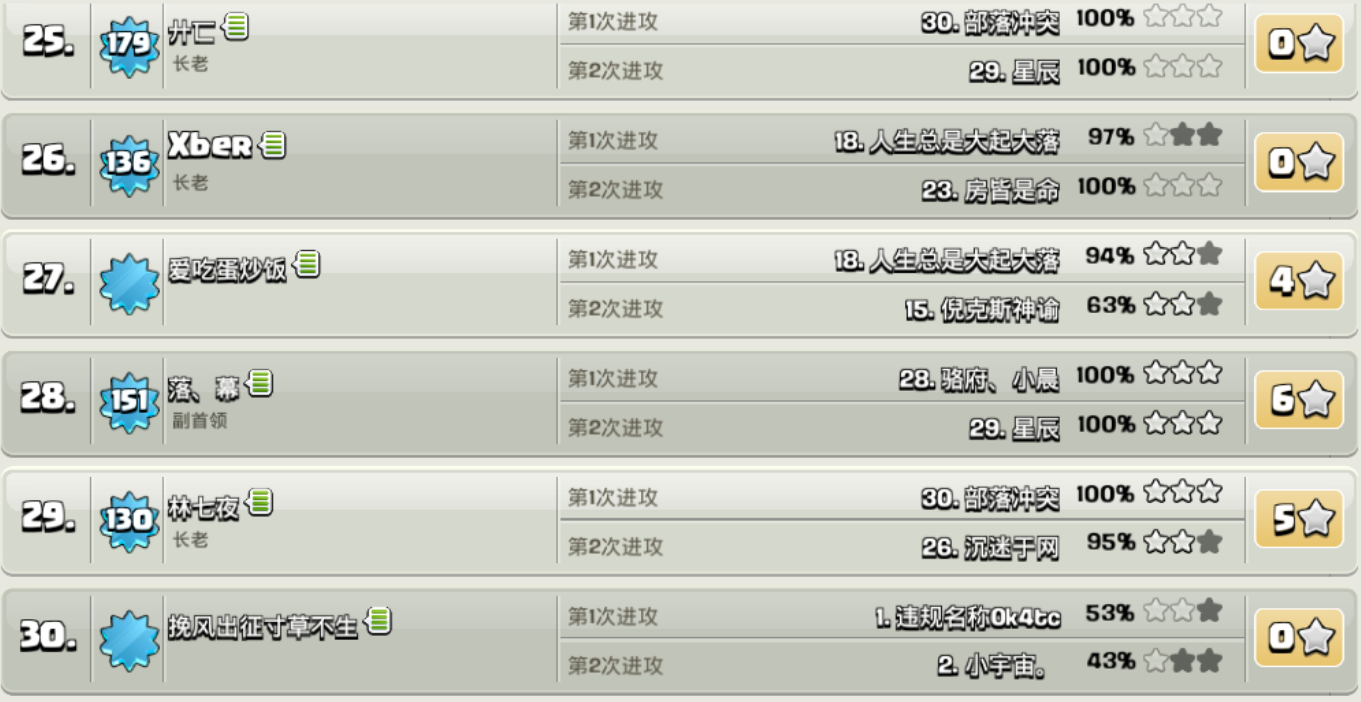 25.
179
长老
第1次进攻
30. 部落冲突 100%
第2次进攻
29. 星辰 100%
0
26.
136
Xber
长老
第1次进攻
18. 人生总是大起大落 97%
第2次进攻
23. 房皆是命 100%
0
27.
爱吃蛋炒饭
第1次进攻
18. 人生总是大起大落 94%
第2次进攻
15. 倪克斯神谕 63%
4
28.
151
落、幕
副首领
第1次进攻
28. 骆府、小晨 100%
第2次进攻
29. 星辰 100%
6
29.
130
林七夜
长老
第1次进攻
30. 部落冲突 100%
第2次进攻
26. 沉迷于网 95%
5
30.
挽风出征寸草不生
第1次进攻
1. 违规名称0k4tc 53%
第2次进攻
2. 小宇宙。 43%
0